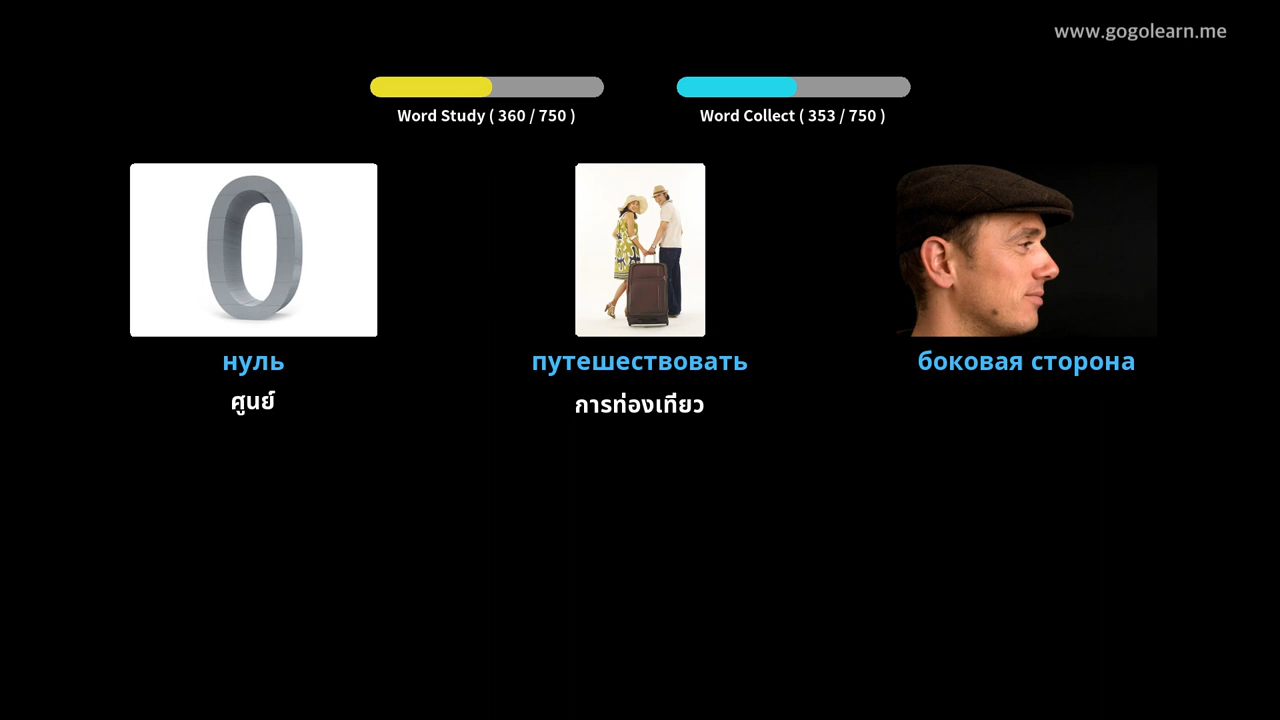 www.gogolearn.me
Word Study ( 360 / 750 )
Word Collect ( 353 / 750 )
0
нуль
путешествовать
боковая сторона
ศูนย์
การท่องเที่ยว